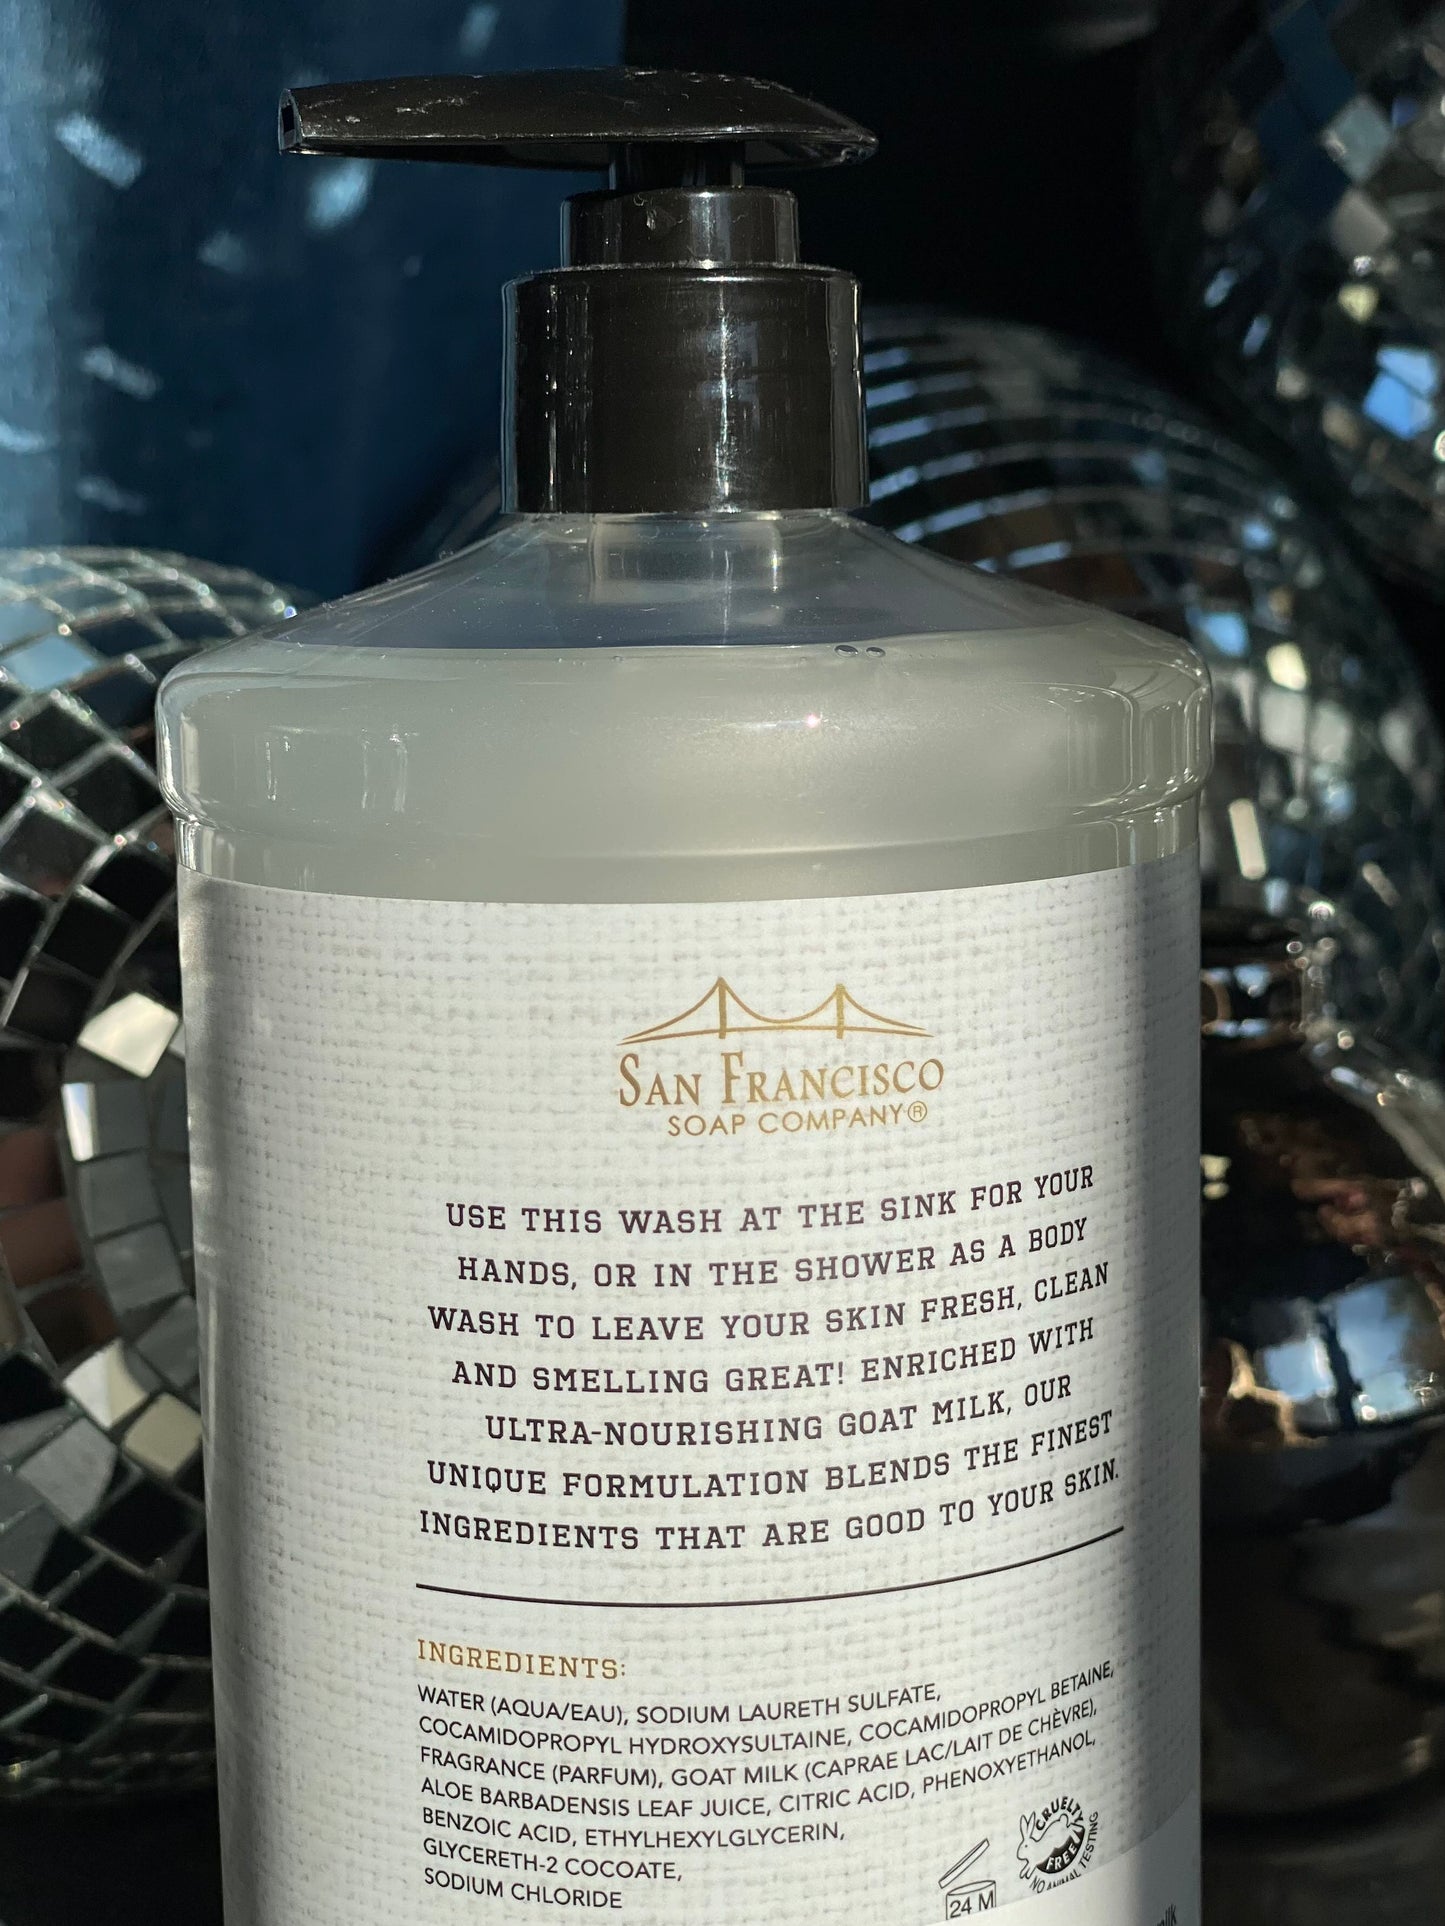 SAN FRANCISCO
SOAP COMPANY®
USE THIS WASH AT THE SINK FOR YOUR
HANDS, OR IN THE SHOWER AS A BODY
WASH TO LEAVE YOUR SKIN FRESH, CLEAN
AND SMELLING GREAT! ENRICHED WITH
ULTRA-NOURISHING GOAT MILK, OUR
UNIQUE FORMULATION BLENDS THE FINEST
INGREDIENTS THAT ARE GOOD TO YOUR SKIN.
INGREDIENTS:
WATER (AQUA/EAU), SODIUM LAURETH SULFATE,
COCAMIDOPROPYL HYDROXYSULTAINE, COCAMIDOPROPYL BETAINE,
FRAGRANCE (PARFUM), GOAT MILK (CAPRAE LAC/LAIT DE CHÈVRE),
ALOE BARBADENSIS LEAF JUICE, CITRIC ACID, PHENOXYETHANOL,
BENZOIC ACID, ETHYLHEXYLGLYCERIN,
GLYCERETH-2 COCOATE,
SODIUM CHLORIDE
24 M
CRUELTY
FREE
NO ANIMAL TESTING